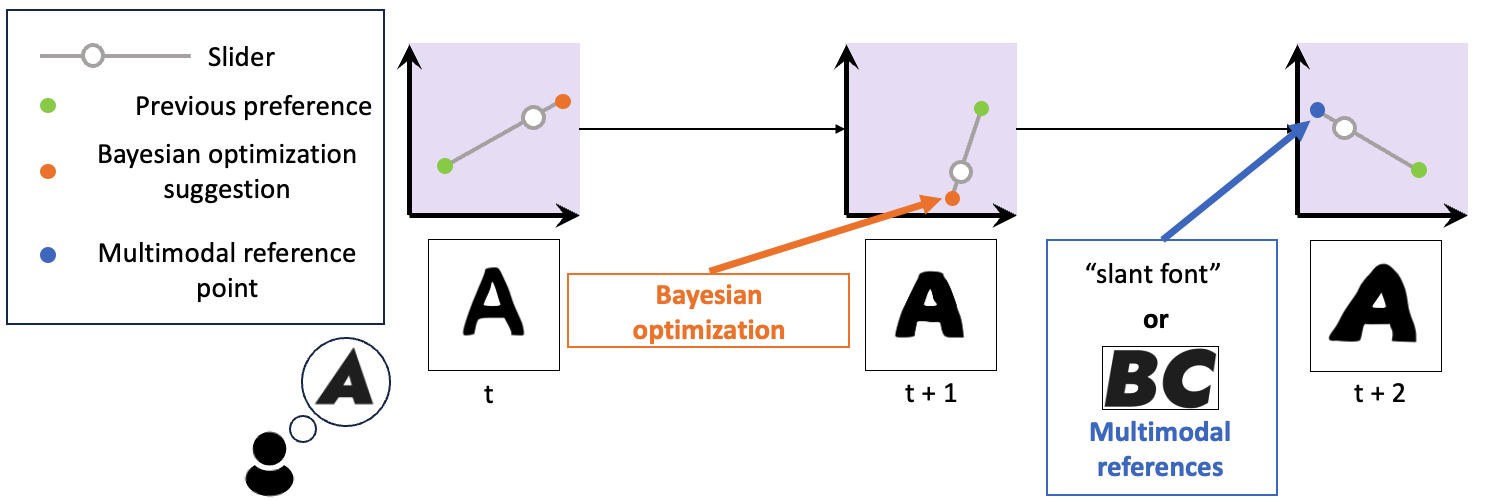 Slider
Previous preference
Bayesian optimization
suggestion
Multimodal reference
point
A
A
t
Bayesian
optimization
A
t + 1
“slant font”
or
BC
Multimodal
references
A
t + 2